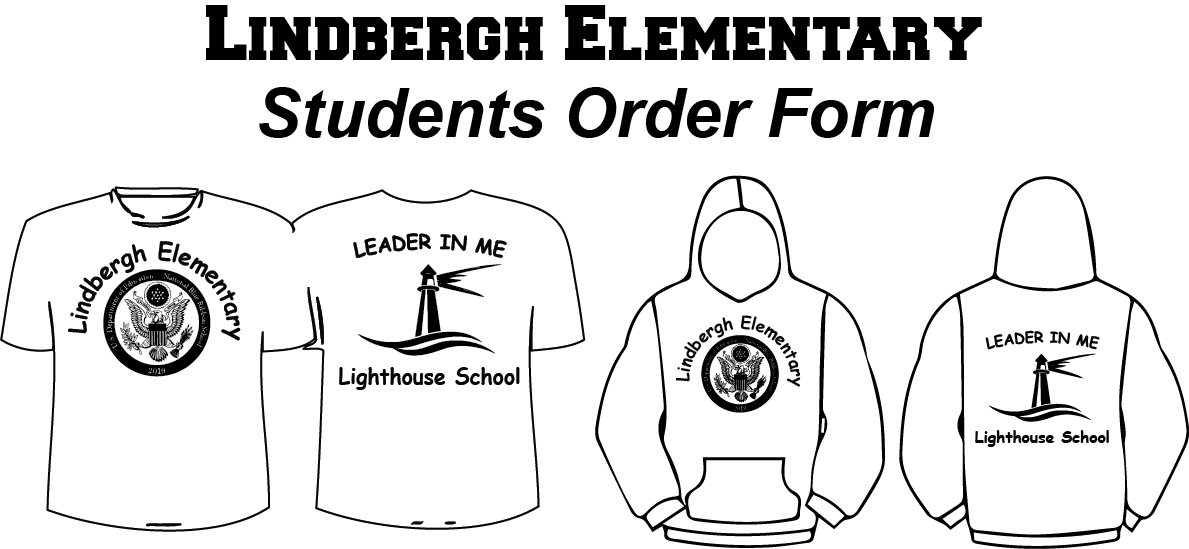 LINDBERGH ELEMENTARY
Students Order Form
Lindbergh Elementary
U.S. Department of Education National Blue Ribbon School
2019
LEADER IN ME
Lighthouse School
Lindbergh Elementary
2019
LEADER IN ME
Lighthouse School